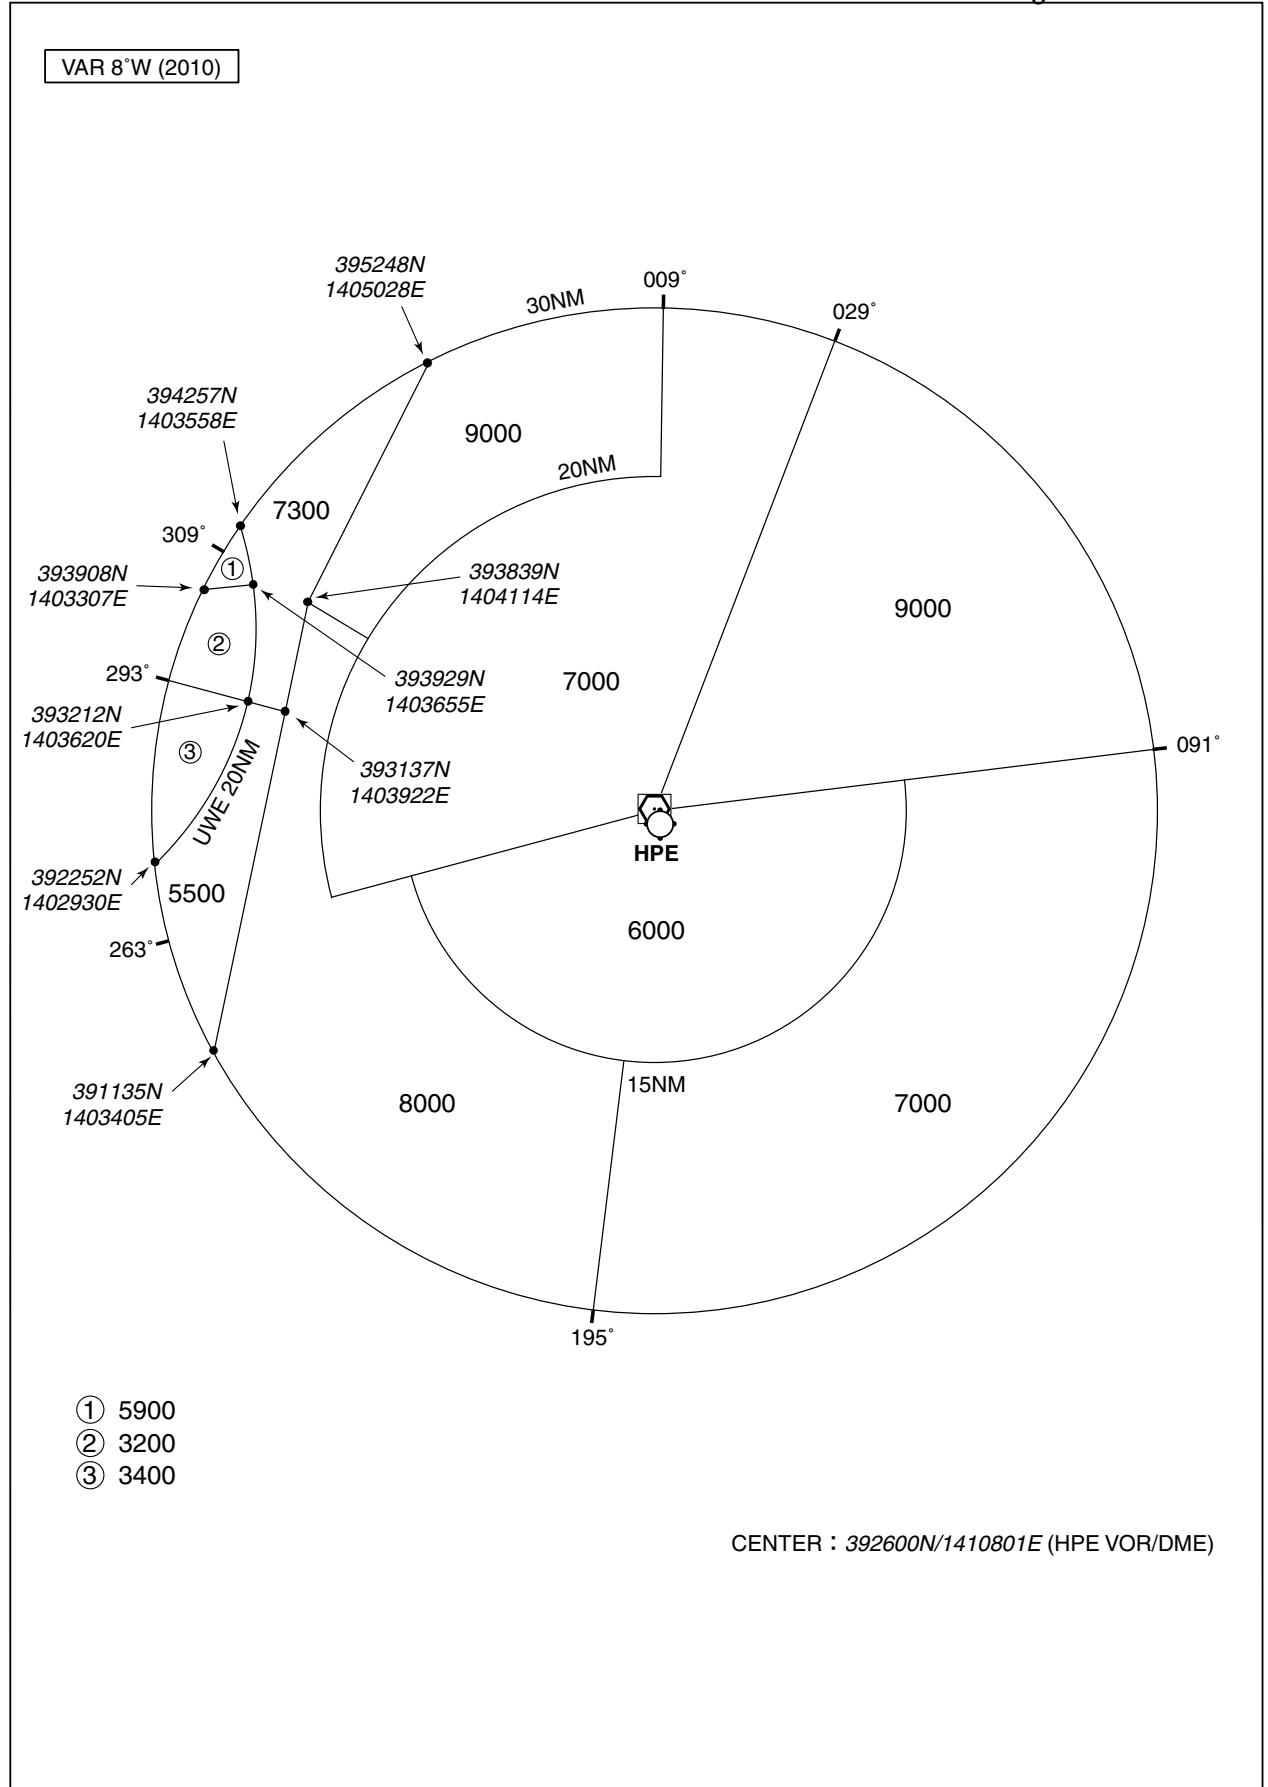 VAR 8°W (2010)
395248N
1405028E
30NM
009°
029°
394257N
1403558E
9000
20NM
7300
309°
①
393908N
1403307E
393839N
1404114E
9000
②
293°
7000
393929N
1403655E
393212N
1403620E
③
UWE 20NM
393137N
1403922E
091°
HPE
392252N
1402930E
5500
6000
263°
391135N
1403405E
15NM
8000
7000
195°
① 5900
② 3200
③ 3400
CENTER : 392600N/1410801E (HPE VOR/DME)